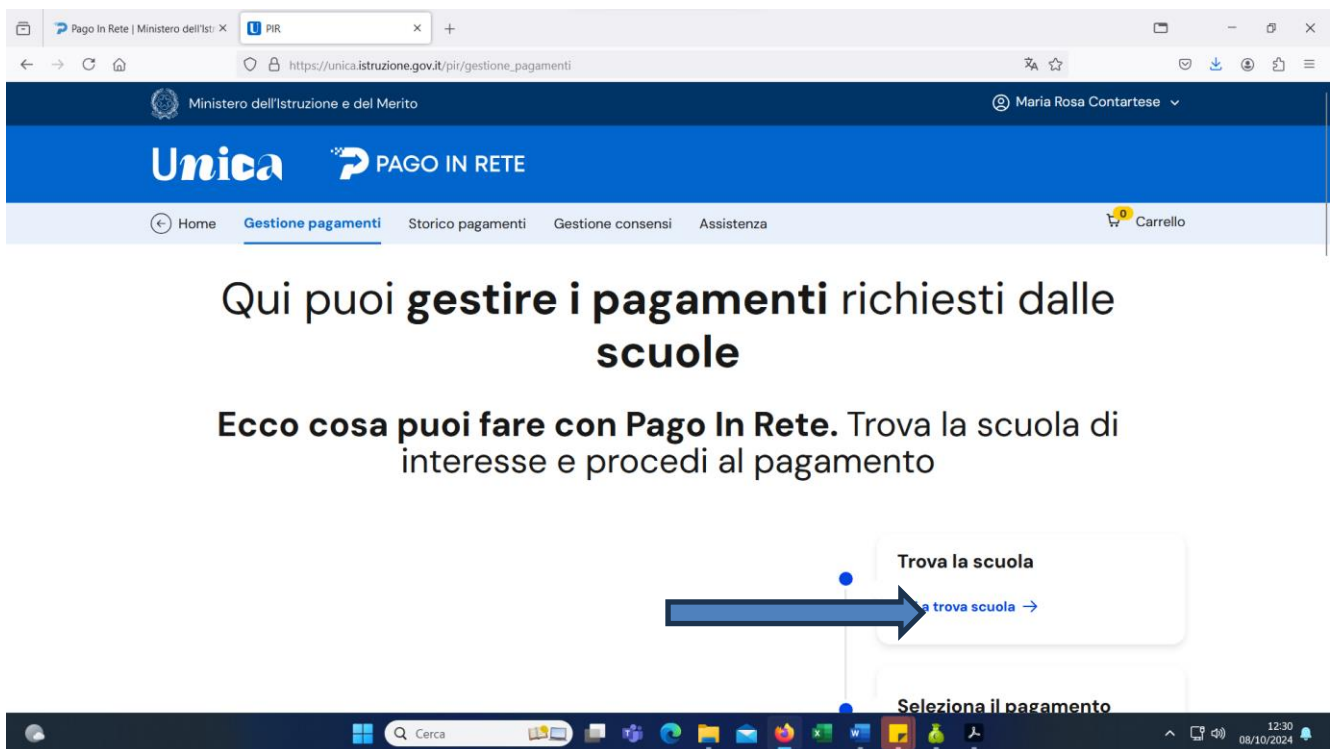 Pago In Rete | Ministero dell'Istr
PIR
https://unica.istruzione.gov.it/pir/gestione_pagamenti
Ministero dell'Istruzione e del Merito
Maria Rosa Contartese
Unica
PAGO IN RETE
Home Gestione pagamenti Storico pagamenti Gestione consensi Assistenza
0 Carrello
Qui puoi gestire i pagamenti richiesti dalle
scuole
Ecco cosa puoi fare con Pago In Rete. Trova la scuola di
interesse e procedi al pagamento
Trova la scuola
a trova scuola
Seleziona il pagamento
Cerca
12:30
08/10/2024